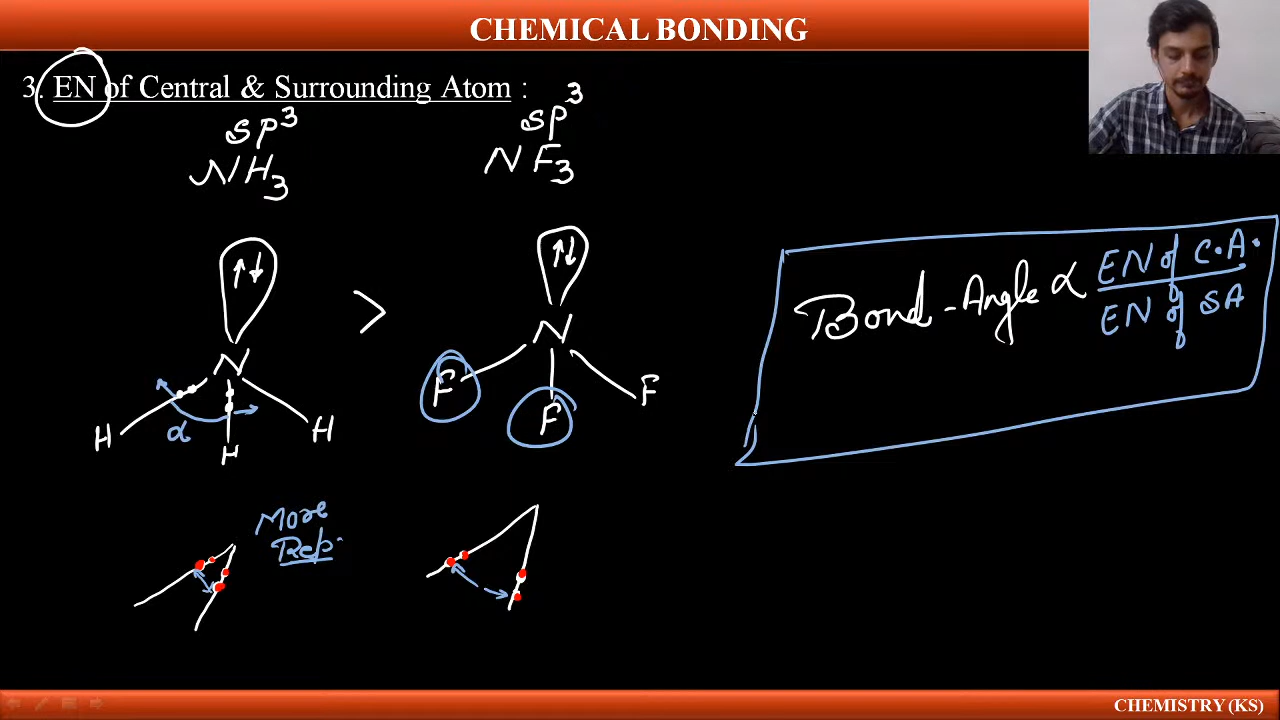 CHEMICAL BONDING
3. EN of Central & Surrounding Atom :
sp³ sp³
NH₃ NF₃
N > N
H H H F F F
α
Bond-Angle α EN of C.A.
EN of SA
More
Rep.
CHEMISTRY (KS)